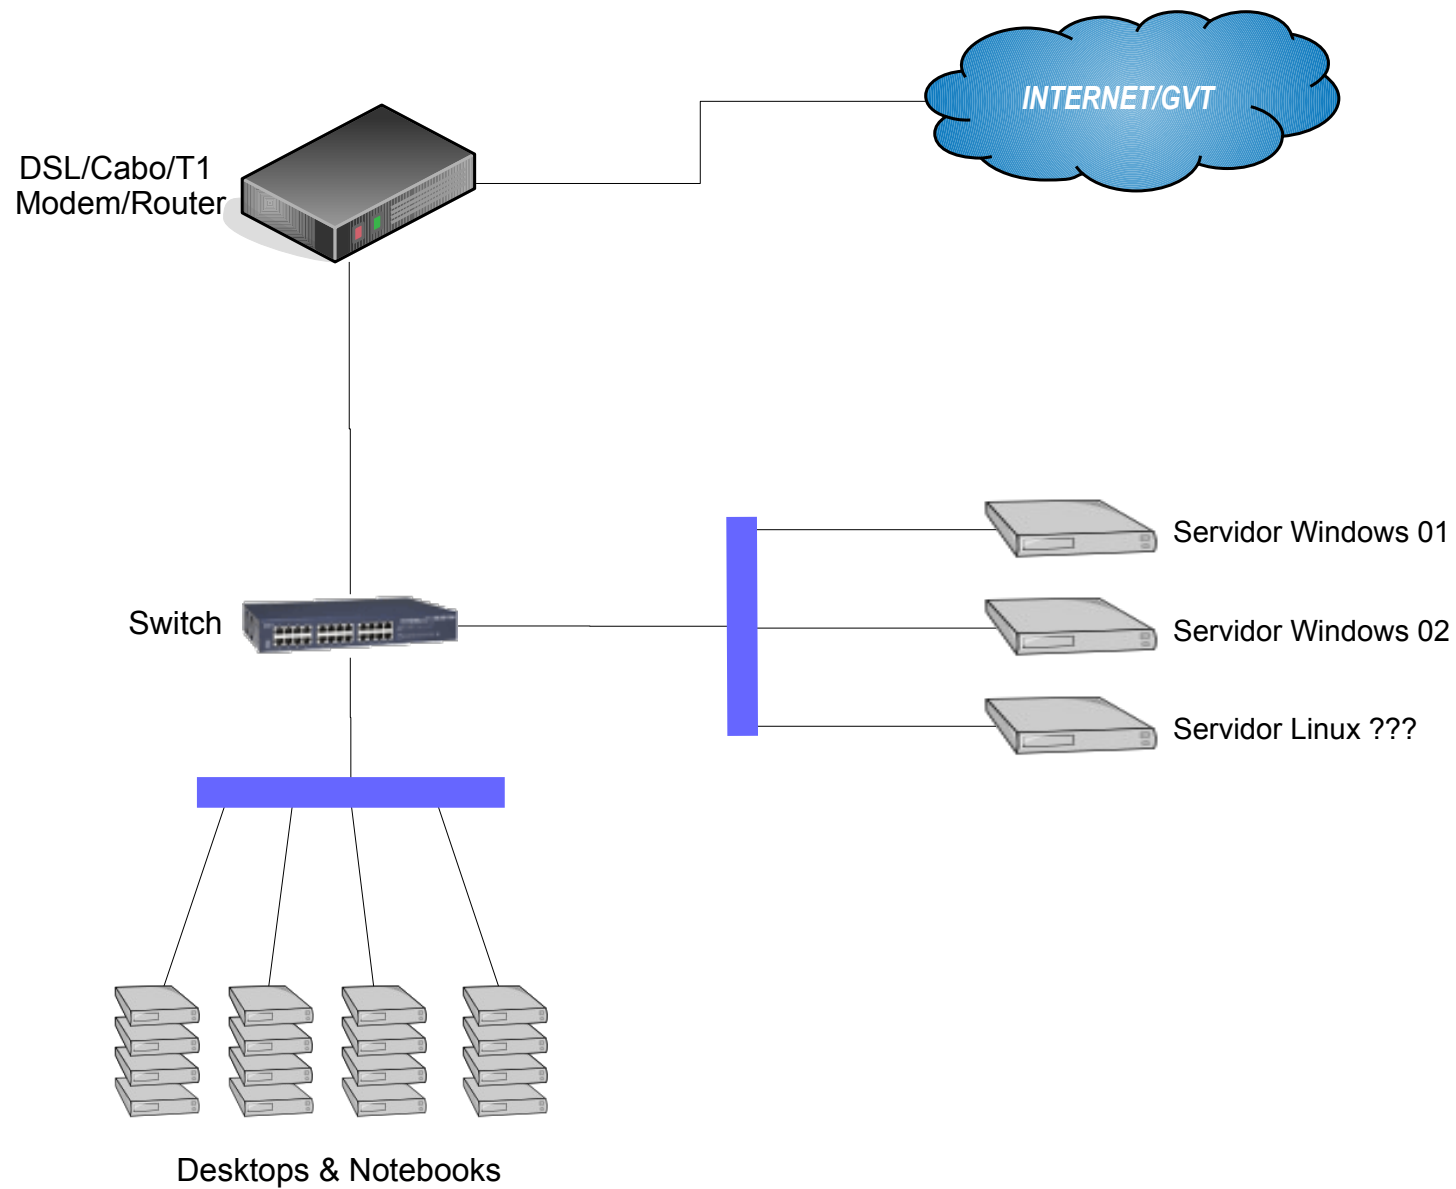 INTERNET/GVT
DSL/Cabo/T1
Modem/Router
Servidor Windows 01
Switch
Servidor Windows 02
Servidor Linux ???
Desktops & Notebooks